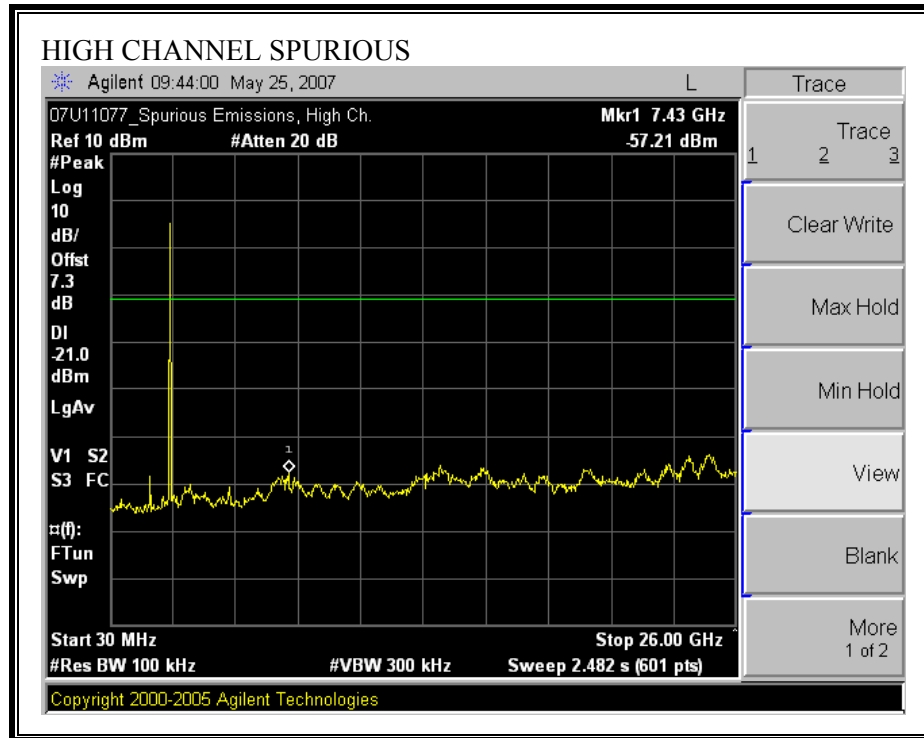 HIGH CHANNEL SPURIOUS
Agilent 09:44:00 May 25, 2007 L Trace
07U11077_Spurious Emissions, High Ch. Mkr1 7.43 GHz
Ref 10 dBm #Atten 20 dB -57.21 dBm
#Peak
Log
10
dB/
Offst
7.3
dB
DI
-21.0
dBm
LgAv
V1 S2
S3 FC
¤(f):
FTun
Swp
1
Start 30 MHz Stop 26.00 GHz
#Res BW 100 kHz #VBW 300 kHz Sweep 2.482 s (601 pts)
Copyright 2000-2005 Agilent Technologies
Trace
1 2 3
Clear Write
Max Hold
Min Hold
View
Blank
More
1 of 2